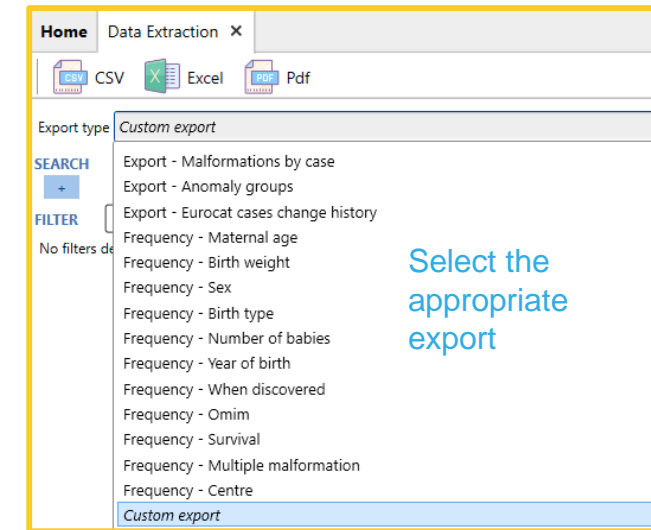 Home Data Extraction ×
CSV CSV Excel PDF Pdf
Export type Custom export
SEARCH
+
FILTER
No filters de
Export - Malformations by case
Export - Anomaly groups
Export - Eurocat cases change history
Frequency - Maternal age
Frequency - Birth weight
Frequency - Sex
Frequency - Birth type
Frequency - Number of babies
Frequency - Year of birth
Frequency - When discovered
Frequency - Omim
Frequency - Survival
Frequency - Multiple malformation
Frequency - Centre
Custom export
Select the
appropriate
export